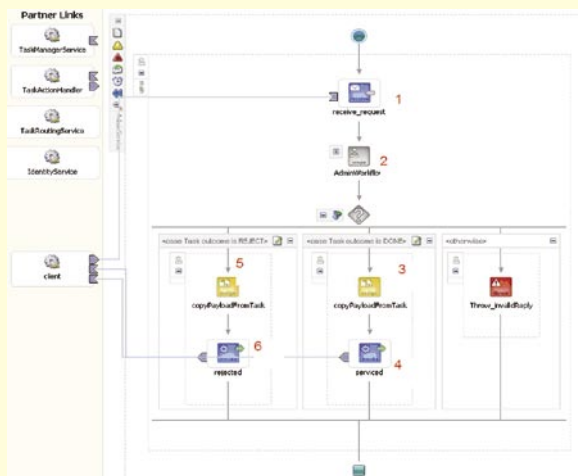 Partner Links
TaskManagerService
TaskActionHandler
TaskRoutingService
IdentityService
client
1
receive_request
2
AdminWorkflow
<case Task outcome is REJECT>
<case Task outcome is DONE>
<otherwise>
5
3
copyPayloadFromTask
copyPayloadFromTask
Throw_invalidReply
6
4
rejected
serviced